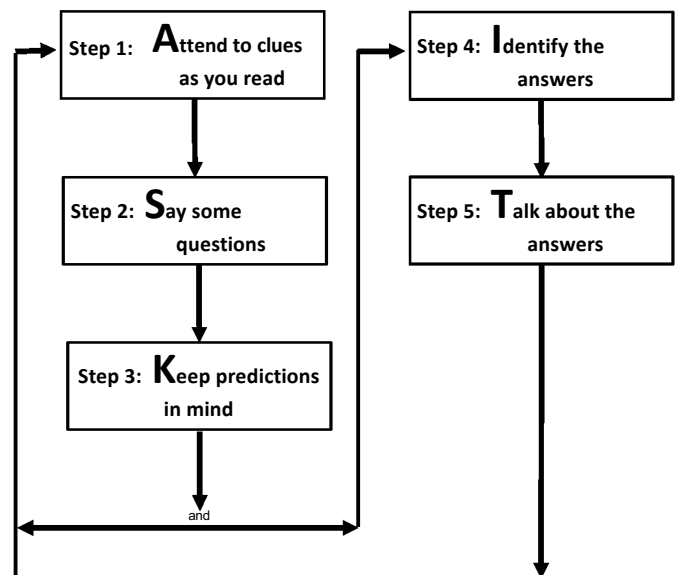 Step 1: Attend to clues
as you read
Step 2: Say some
questions
Step 3: Keep predictions
in mind
and
Step 4: Identify the
answers
Step 5: Talk about the
answers